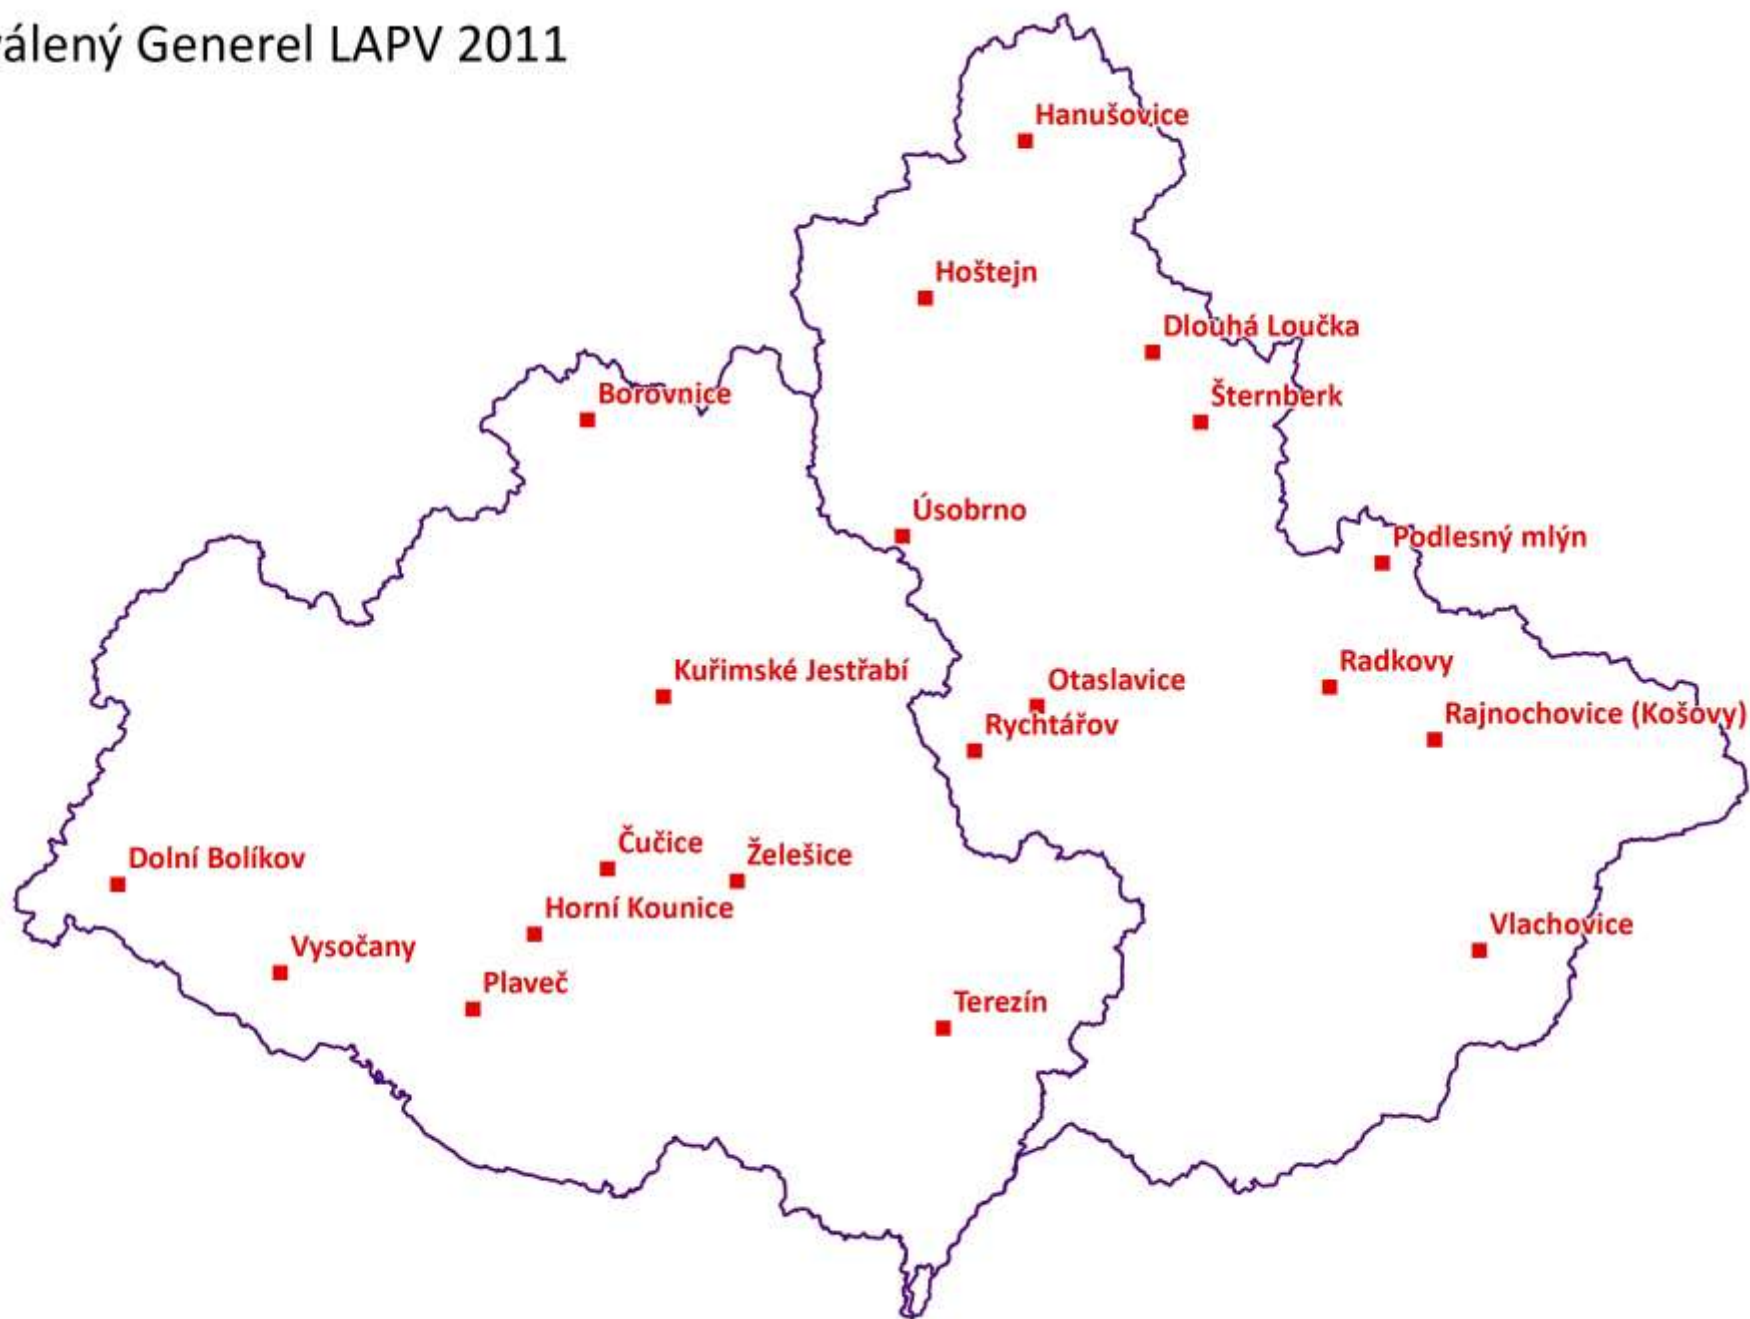 válený Generel LAPV 2011
Hanušovice
Hoštejn
Dlouhá Loučka
Borovnice
Šternberk
Úsobrno
Podlesný mlýn
Kuřimské Jestřabí
Radkovy
Otaslavice
Rajnochovice (Košovy)
Rychtářov
Čučice
Želešice
Dolní Bolíkov
Horní Kounice
Vlachovice
Vysočany
Plaveč
Terezín